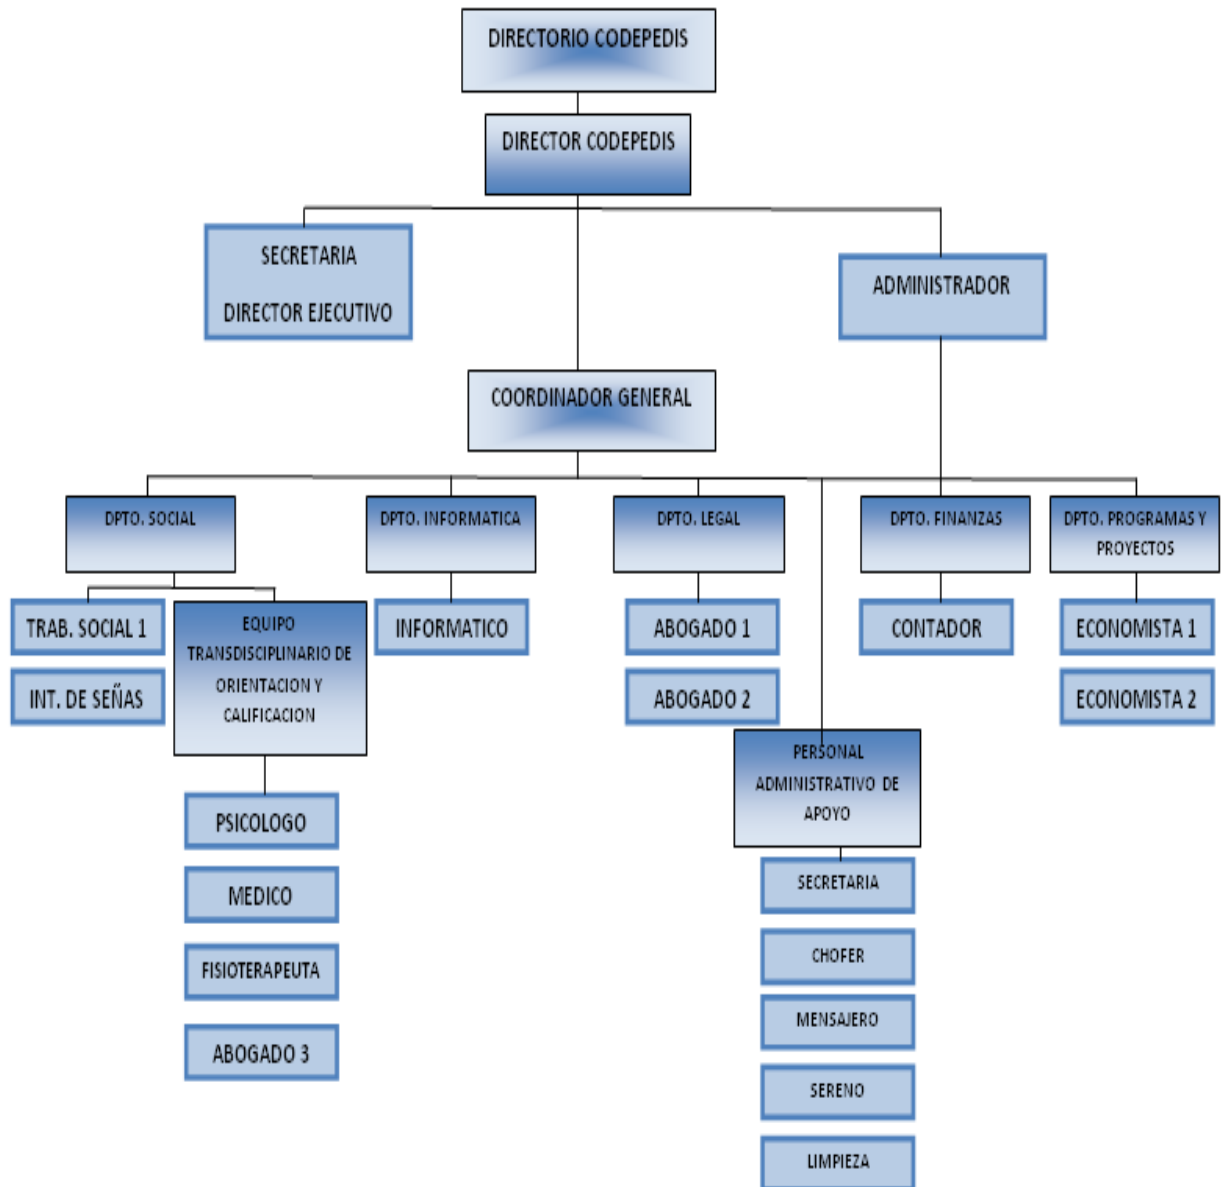 DIRECTORIO CODEPEDIS
DIRECTOR CODEPEDIS
SECRETARIA
DIRECTOR EJECUTIVO
ADMINISTRADOR
COORDINADOR GENERAL
DPTO. SOCIAL
DPTO. INFORMATICA
DPTO. LEGAL
DPTO. FINANZAS
DPTO. PROGRAMAS Y
PROYECTOS
TRAB. SOCIAL 1
INT. DE SEÑAS
EQUIPO
TRANSDISCIPLINARIO DE
ORIENTACION Y
CALIFICACION
PSICOLOGO
MEDICO
FISIOTERAPEUTA
ABOGADO 3
INFORMATICO
ABOGADO 1
ABOGADO 2
PERSONAL
ADMINISTRATIVO DE
APOYO
SECRETARIA
CHOFER
MENSAJERO
SERENO
LIMPIEZA
CONTADOR
ECONOMISTA 1
ECONOMISTA 2